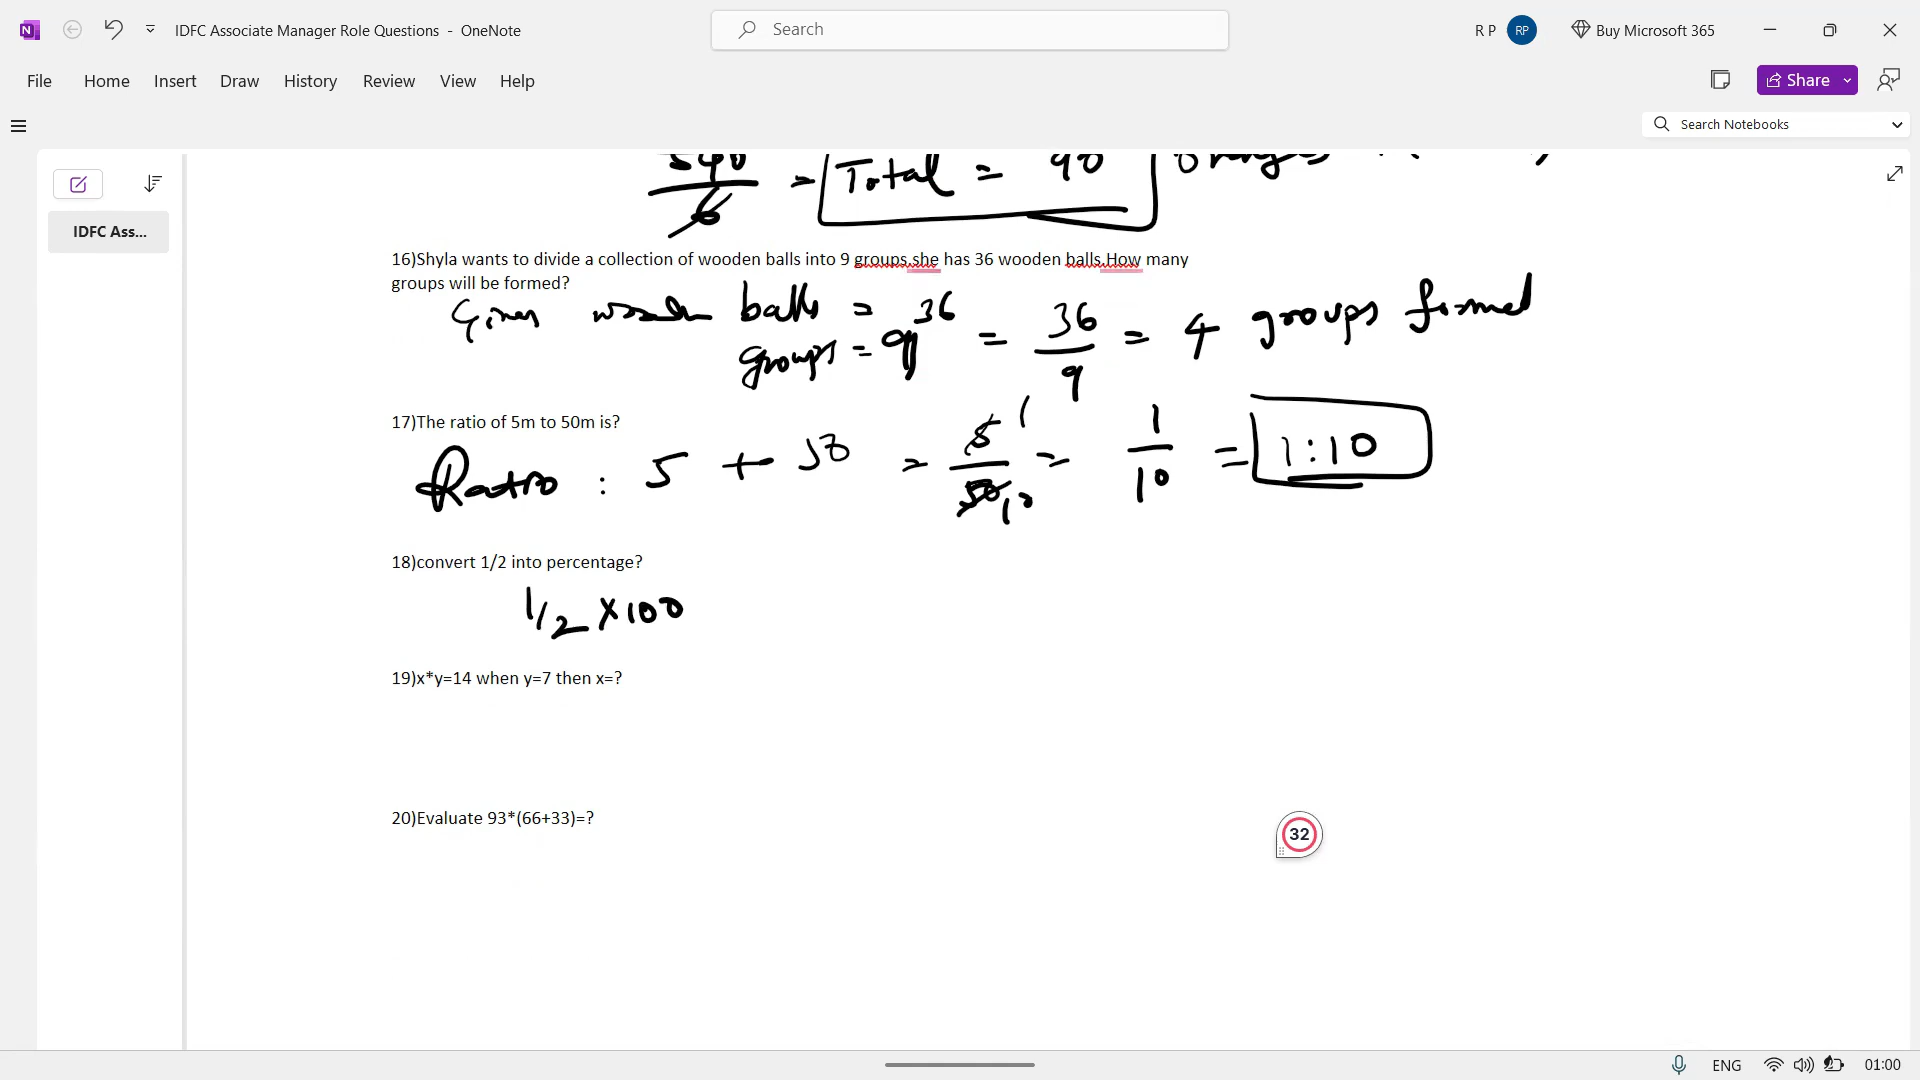 IDFC Associate Manager Role Questions - OneNote
Search
R P
RP
Buy Microsoft 365
File Home Insert Draw History Review View Help
Share
Search Notebooks
IDFC Ass...
540
6
= Total = 90
16)Shyla wants to divide a collection of wooden balls into 9 groups.she has 36 wooden balls.How many
groups will be formed?
Given wooden balls = 36
groups = 9 = 36/9 = 4 groups formed
17)The ratio of 5m to 50m is?
Ratio : 5 to 50 = 5/50 1 10 = 1/10 = 1:10
18)convert 1/2 into percentage?
1/2 x 100
19)x*y=14 when y=7 then x=?
20)Evaluate 93*(66+33)=?
32
ENG 01:00